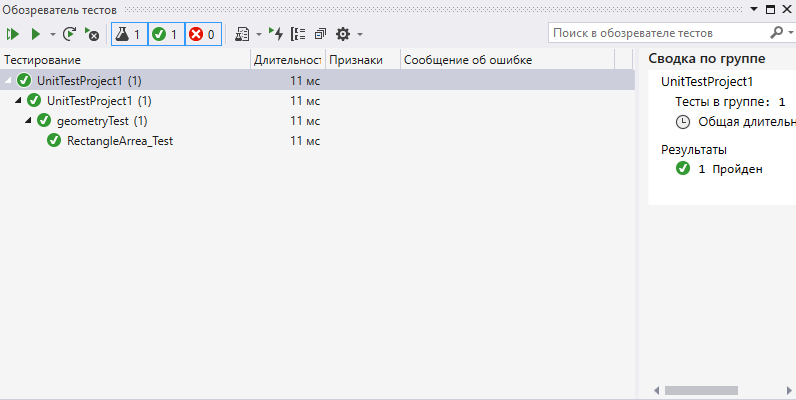 Обозреватель тестов
1 1 0 Поиск в обозревателе тестов
Тестирование Длительност Признаки Сообщение об ошибке
UnitTestProject1 (1) 11 мс
UnitTestProject1 (1) 11 мс
geometryTest (1) 11 мс
RectangleArrea_Test 11 мс
Сводка по группе
UnitTestProject1
Тесты в группе: 1
Общая длительн
Результаты
1 Пройден